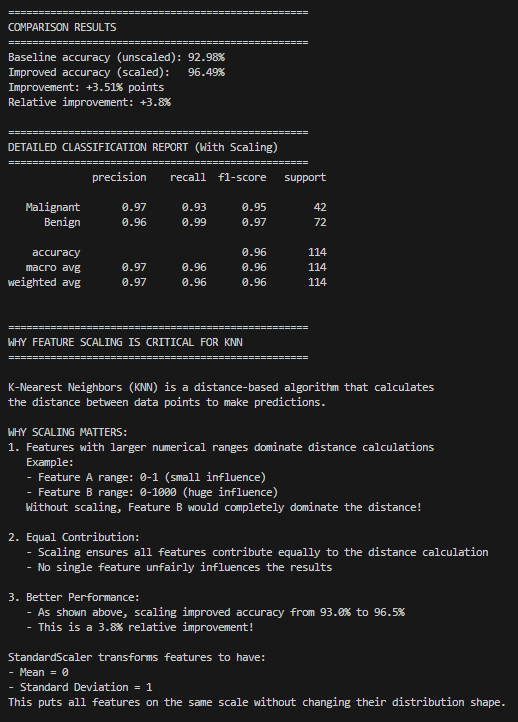 ==================================================
COMPARISON RESULTS
==================================================
Baseline accuracy (unscaled): 92.98%
Improved accuracy (scaled):   96.49%
Improvement: +3.51% points
Relative improvement: +3.8%

==================================================
DETAILED CLASSIFICATION REPORT (With Scaling)
==================================================
              precision    recall  f1-score   support

   Malignant       0.97      0.93      0.95        42
      Benign       0.96      0.99      0.97        72

    accuracy                           0.96       114
   macro avg       0.97      0.96      0.96       114
weighted avg       0.97      0.96      0.96       114


==================================================
WHY FEATURE SCALING IS CRITICAL FOR KNN
==================================================

K-Nearest Neighbors (KNN) is a distance-based algorithm that calculates
the distance between data points to make predictions.

WHY SCALING MATTERS:
1. Features with larger numerical ranges dominate distance calculations
   Example:
   - Feature A range: 0-1 (small influence)
   - Feature B range: 0-1000 (huge influence)
   Without scaling, Feature B would completely dominate the distance!

2. Equal Contribution:
   - Scaling ensures all features contribute equally to the distance calculation
   - No single feature unfairly influences the results

3. Better Performance:
   - As shown above, scaling improved accuracy from 93.0% to 96.5%
   - This is a 3.8% relative improvement!

StandardScaler transforms features to have:
- Mean = 0
- Standard Deviation = 1
This puts all features on the same scale without changing their distribution shape.